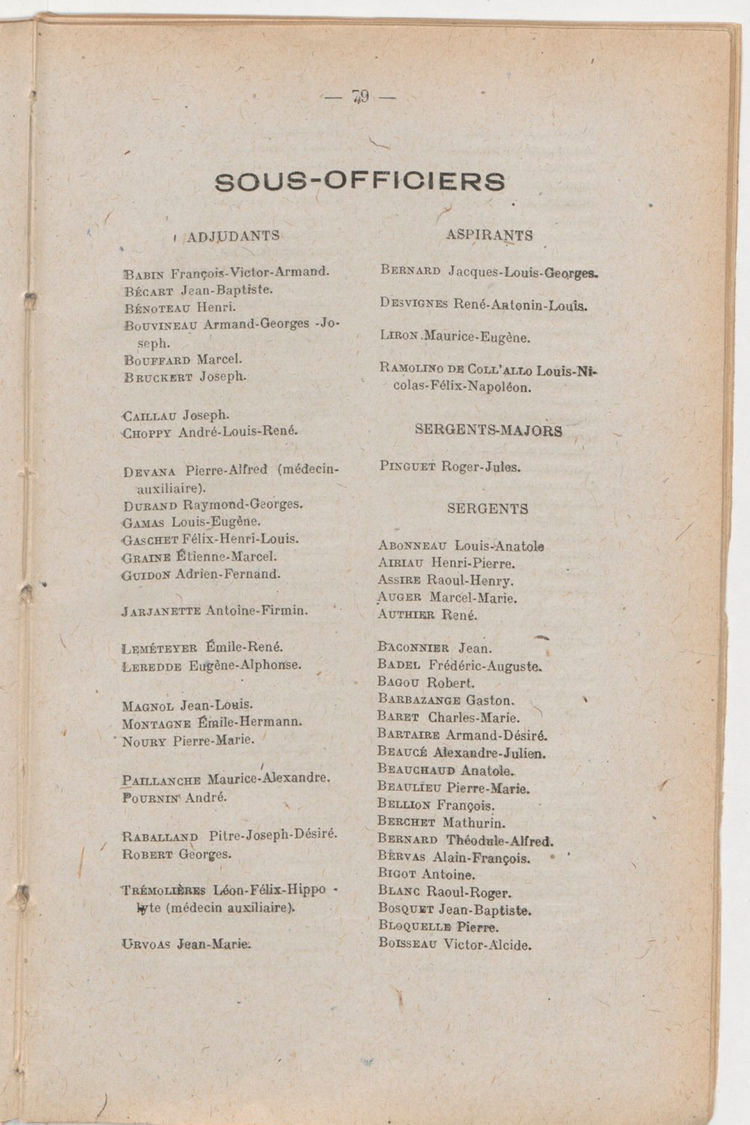 — 79 —
SOUS-OFFICIERS
ADJUDANTS
BABIN François-Victor-Armand.
BÉCART Jean-Baptiste.
BÉNOTEAU Henri.
BOUVINEAU Armand-Georges -Jo-
seph.
BOUFFARD Marcel.
BRUCKERT Joseph.
CAILLAU Joseph.
CHOPPY André-Louis-René.
DEVANA Pierre-Alfred (médecin-
auxiliaire).
DURAND Raymond-Georges.
GAMAS Louis-Eugène.
GASCHET Félix-Henri-Louis.
GRAINE Étienne-Marcel.
GUIDON Adrien-Fernand.
JARJANETTE Antoine-Firmin.
LEMÉTEYER Émile-René.
LEREDDE Eugène-Alphonse.
MAGNOL Jean-Louis.
MONTAGNE Émile-Hermann.
NOURY Pierre-Marie.
PAILLANCHE Maurice-Alexandre.
POURNIN André.
RABALLAND Pitre-Joseph-Désiré.
ROBERT Georges.
TRÉMOLIÈRES Léon-Félix-Hippo -
lyte (médecin auxiliaire).
URVOAS Jean-Marie.
ASPIRANTS
BERNARD Jacques-Louis-Georges.
DESVIGNES René-Antonin-Louis.
LIRON Maurice-Eugène.
RAMOLINO DE COLL'ALLO Louis-Ni-
colas-Félix-Napoléon.
SERGENTS-MAJORS
PINGUET Roger-Jules.
SERGENTS
ABONNEAU Louis-Anatole
AIRIAU Henri-Pierre.
ASSIRE Raoul-Henry.
AUGER Marcel-Marie.
AUTHIER René.
BACONNIER Jean.
BADEL Frédéric-Auguste.
BAGOU Robert.
BARBAZANGE Gaston.
BARET Charles-Marie.
BARTAIRE Armand-Désiré.
BEAUCÉ Alexandre-Julien.
BEAUCHAUD Anatole.
BEAULIEU Pierre-Marie.
BELLION François.
BERCHET Mathurin.
BERNARD Théodule-Alfred.
BERVAS Alain-François.
BIGOT Antoine.
BLANC Raoul-Roger.
BOSQUET Jean-Baptiste.
BLOQUELLE Pierre.
BOISSEAU Victor-Alcide.